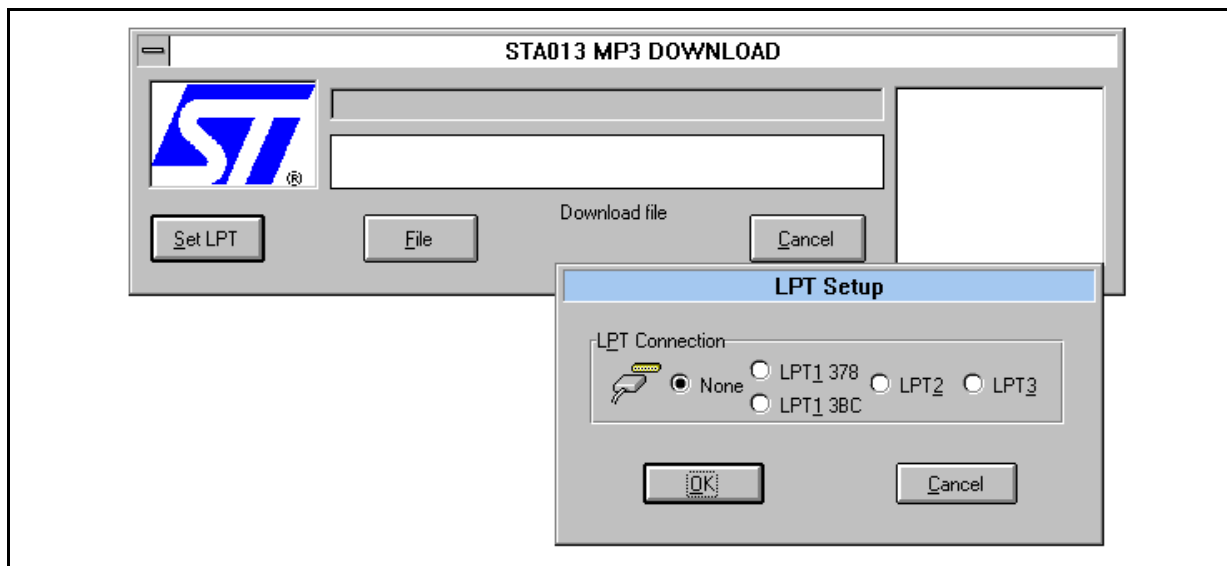 STA013 MP3 DOWNLOAD
ST®
Set LPT
File
Download file
Cancel
LPT Setup
LPT Connection
None
LPT1 378
LPT1 3BC
LPT2
LPT3
OK
Cancel